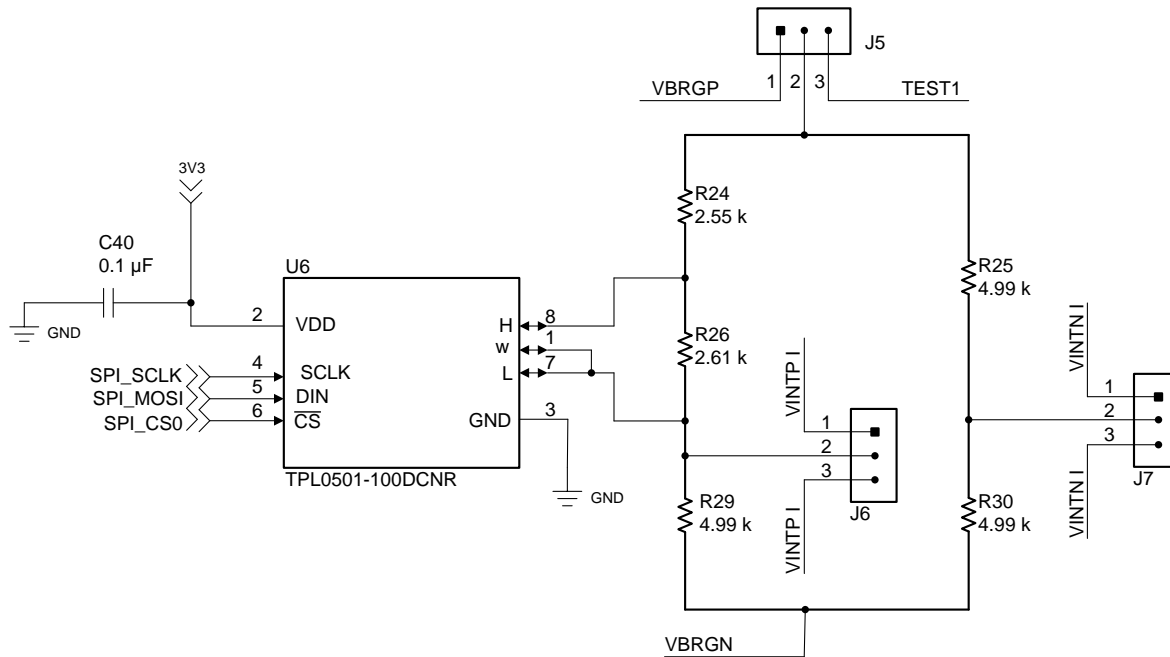 J5
1 2 3
VBRGP
TEST1
3V3
C40
0.1 µF
GND
R24
2.55 k
R25
4.99 k
U6
2
VDD
H
8
w
1
L
7
R26
2.61 k
SPI_SCLK
4
SCLK
SPI_MOSI
5
DIN
SPI_CS0
6
CS
GND
3
GND
TPL0501-100DCNR
VINTP I
1
2
3
J6
VINTP I
R29
4.99 k
R30
4.99 k
VINTN I
1
2
3
J7
VINTN I
VBRGN